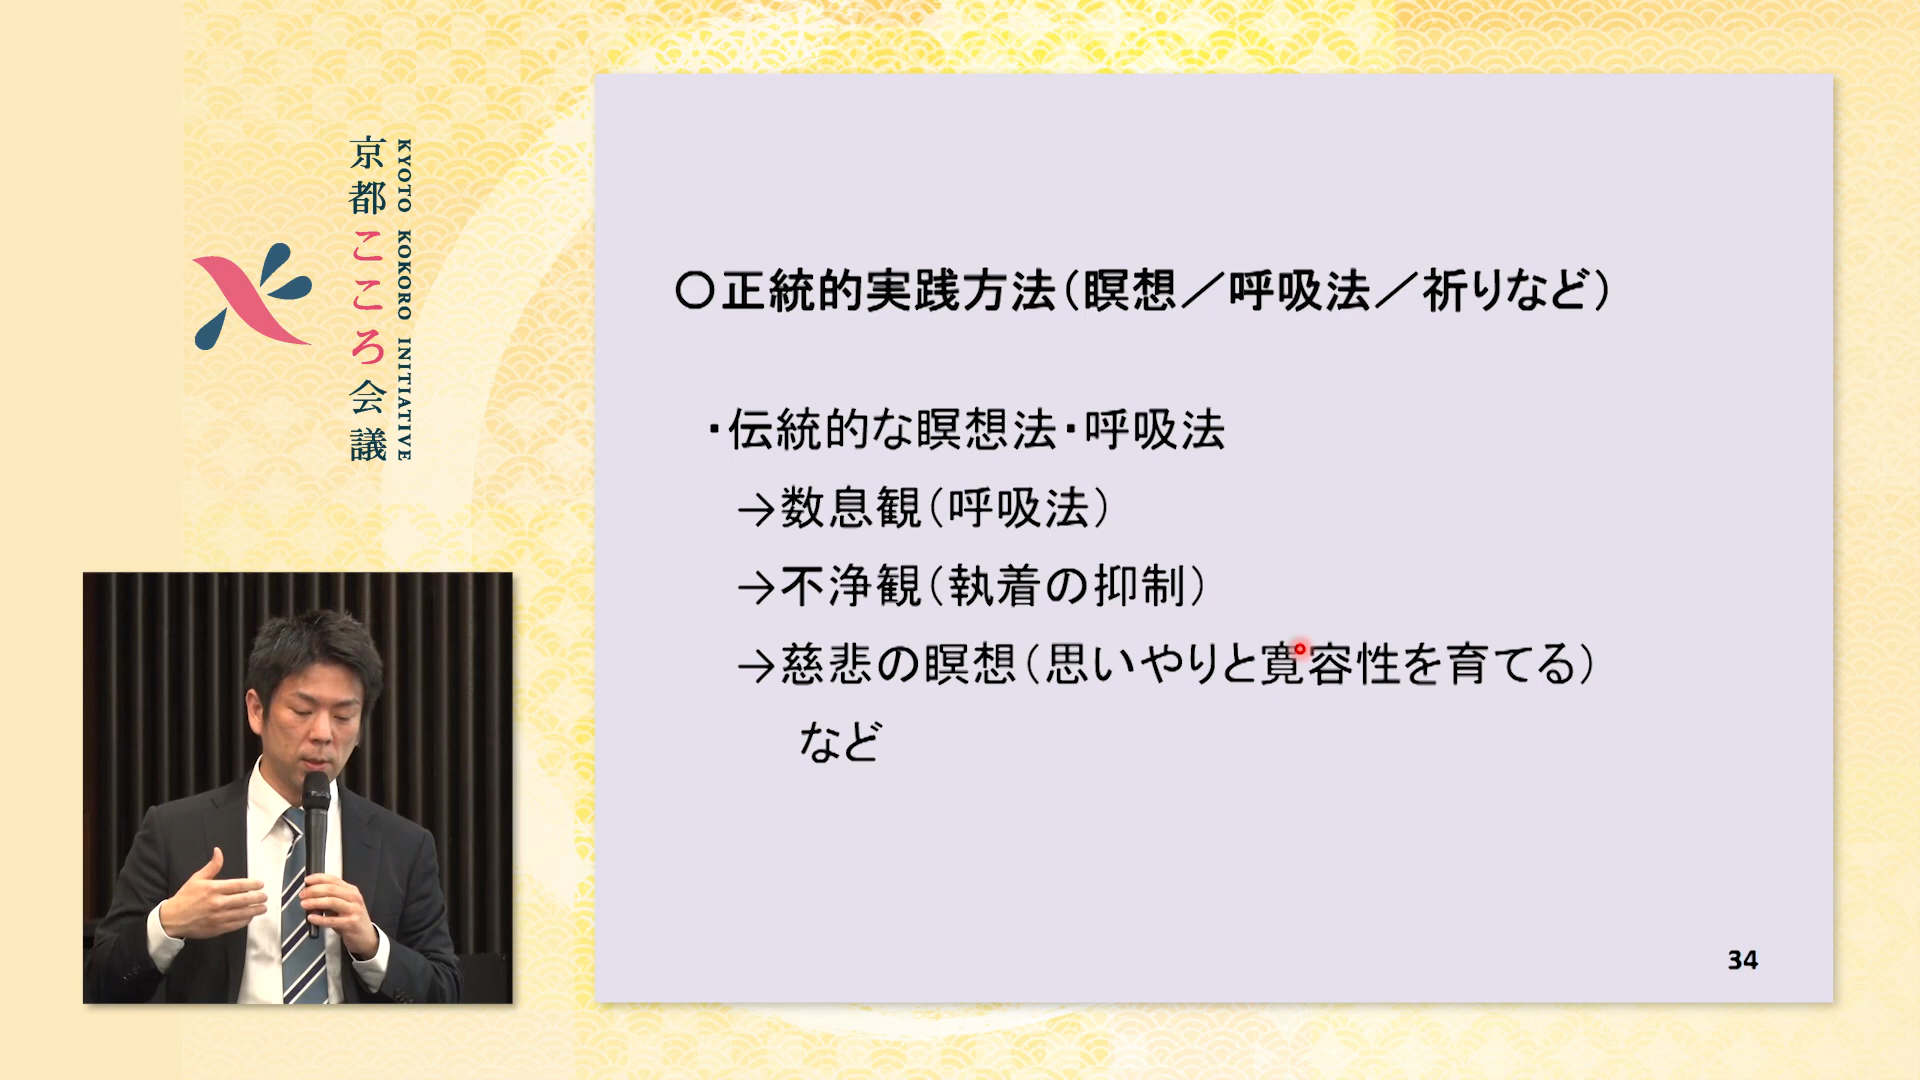 京都こころ会議
KYOTO KOKORO INITIATIVE
○正統的実践方法（瞑想／呼吸法／祈りなど）
・伝統的な瞑想法・呼吸法
→数息観（呼吸法）
→不浄観（執着の抑制）
→慈悲の瞑想（思いやりと寛容性を育てる）
など
34